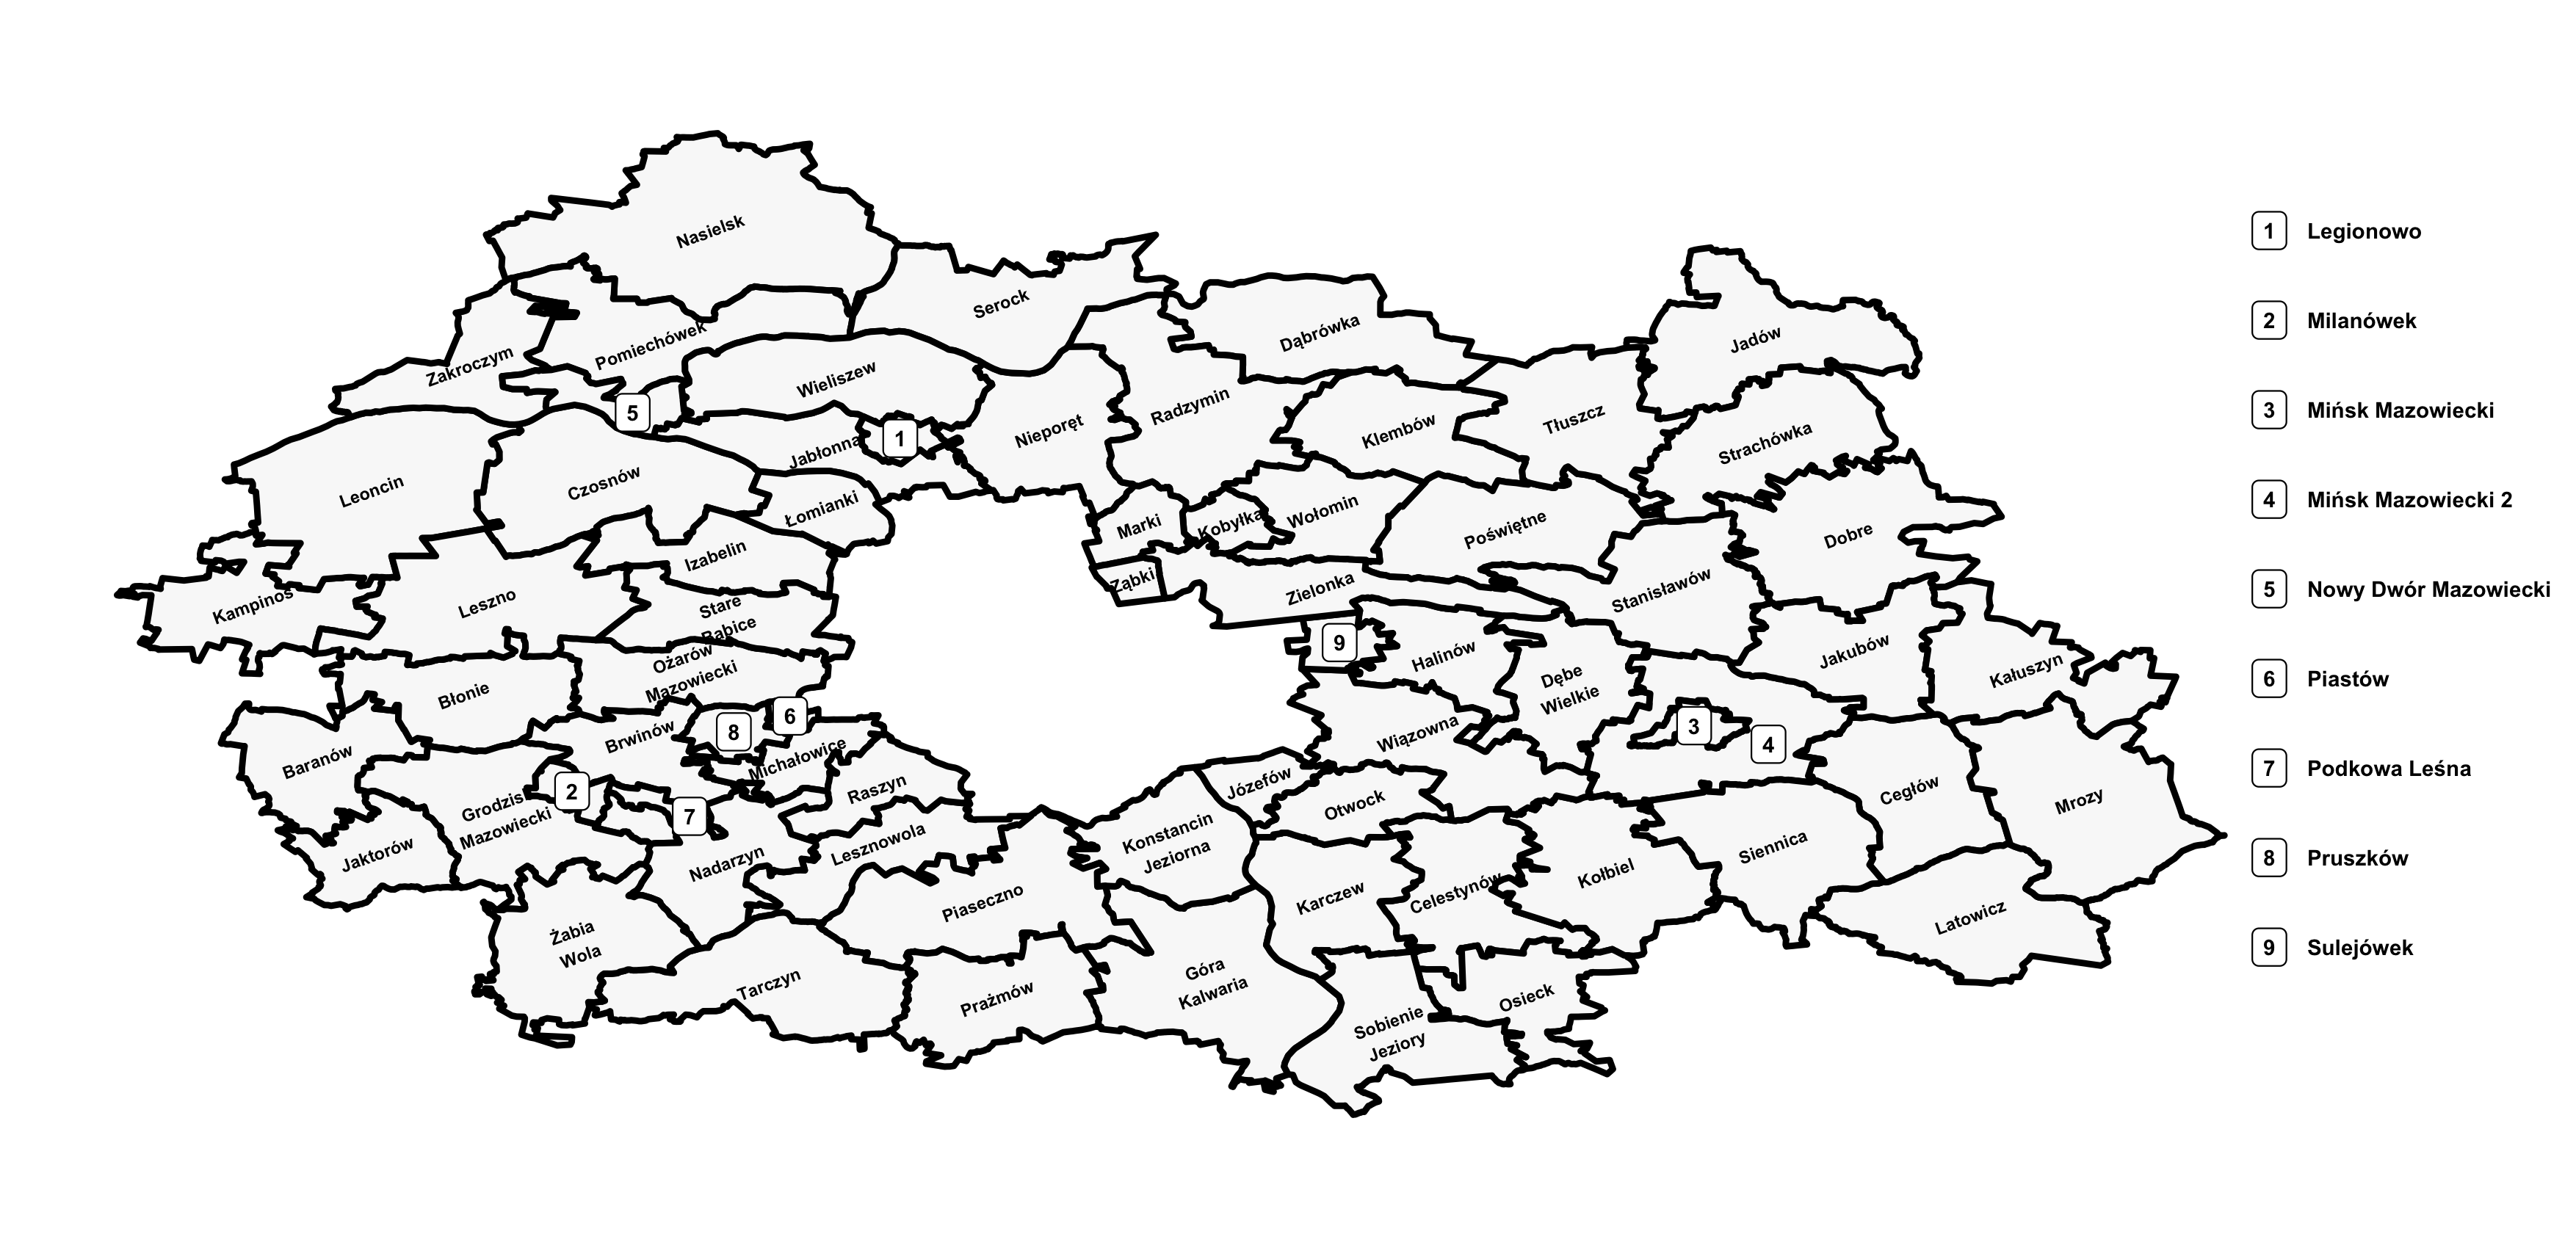 Nasielsk
Serock
Dąbrówka
Jadów
Pomiechówek
Zakroczym
Wieliszew
Radzymin
Nieporęt
Klembów
Tłuszcz
Strachówka
5
1
Jabłonna
Leoncin
Czosnów
Łomianki
Marki
Kobyłka
Wołomin
Poświętne
Dobre
Izabelin
Ząbki
Zielonka
Stanisławów
Kampinos
Leszno
Stare
Babice
9
Halinów
Jakubów
Kałuszyn
Ożarów
Mazowiecki
Błonie
Dębe
Wielkie
Brwinów
8
6
Michałowice
Wiązowna
3
4
Baranów
Grodzis
Mazowiecki
2
7
Raszyn
Józefów
Otwock
Cegłów
Mrozy
Jaktorów
Nadarzyn
Lesznowola
Konstancin
Jeziorna
Siennica
Kołbiel
Piaseczno
Karczew
Celestynów
Latowicz
Żabia
Wola
Tarczyn
Prażmów
Góra
Kalwaria
Sobienie
Jeziory
Osieck
1 Legionowo
2 Milanówek
3 Mińsk Mazowiecki
4 Mińsk Mazowiecki 2
5 Nowy Dwór Mazowiecki
6 Piastów
7 Podkowa Leśna
8 Pruszków
9 Sulejówek